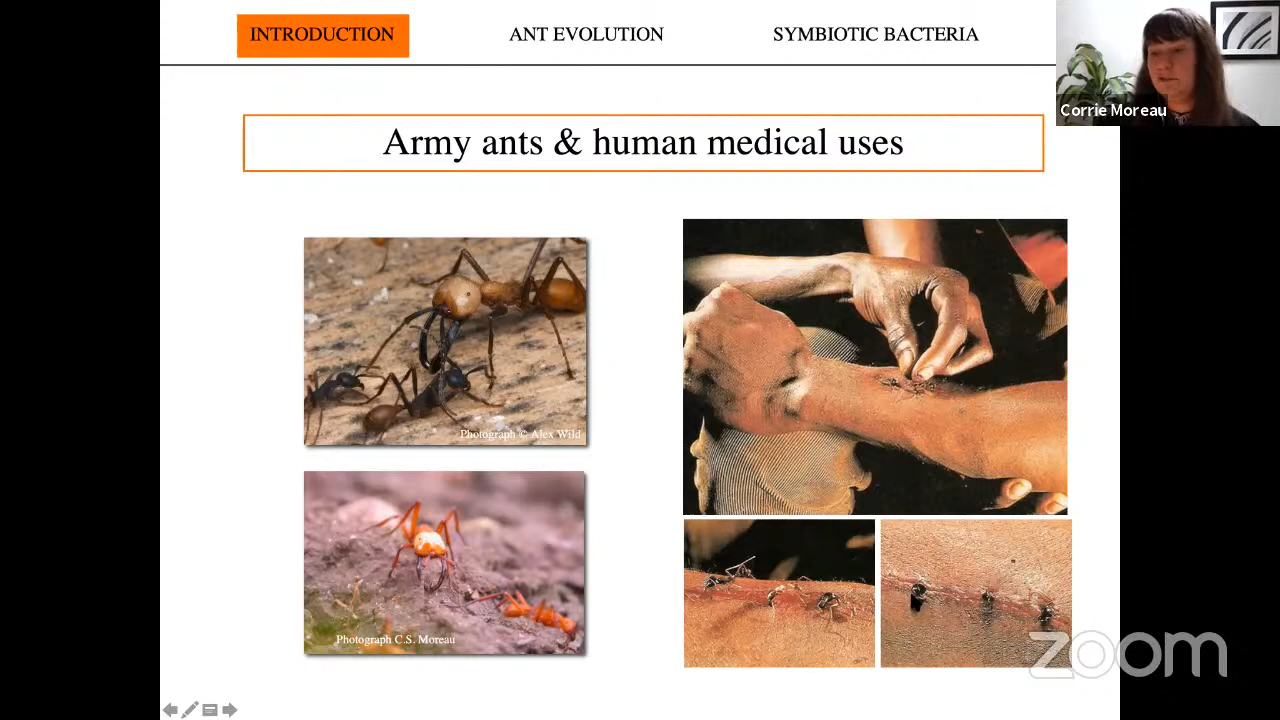 INTRODUCTION
ANT EVOLUTION
SYMBIOTIC BACTERIA
Corrie Moreau
Army ants & human medical uses
Photograph © Alex Wild
Photograph C.S. Moreau
zoom